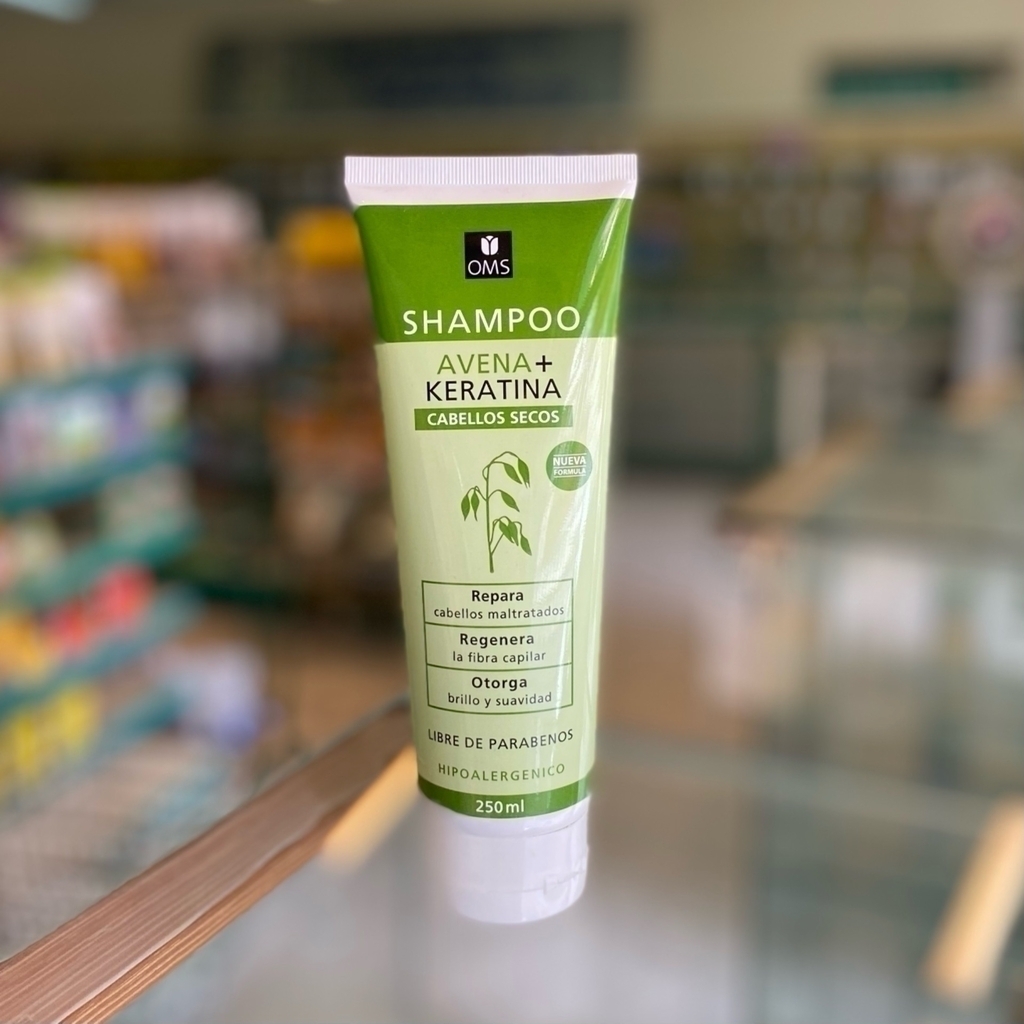 OMS
SHAMPOO
AVENA+
KERATINA
CABELLOS SECOS
NUEVA
FORMULA
Repara
cabellos maltratados
Regenera
la fibra capilar
Otorga
brillo y suavidad
LIBRE DE PARABENOS
HIPOALERGENICO
250ml